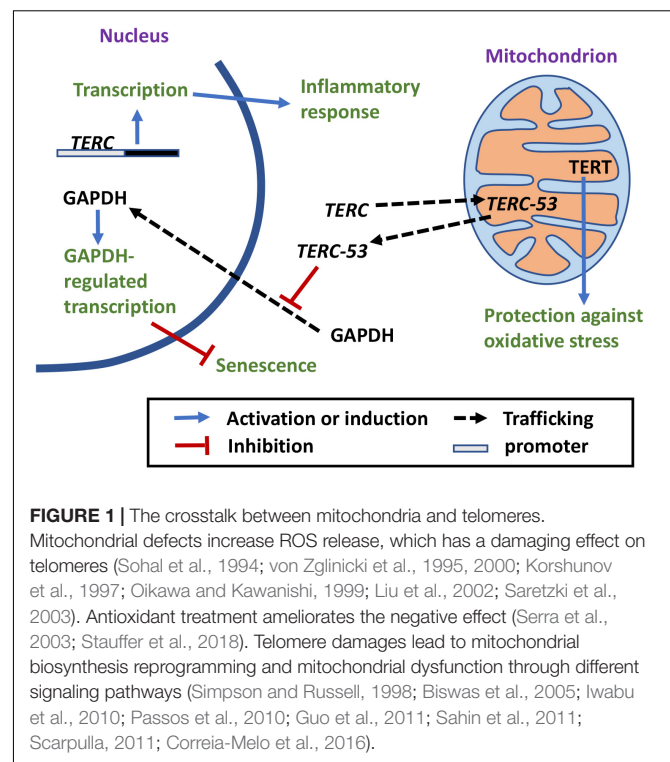 Nucleus
Mitochondrion
Transcription
Inflammatory
response
TERC
TERT
GAPDH
TERC
TERC-53
TERC-53
GAPDH-
regulated
transcription
GAPDH
Protection against
oxidative stress
Senescence
Activation or induction
Trafficking
Inhibition
promoter
FIGURE 1 | The crosstalk between mitochondria and telomeres.
Mitochondrial defects increase ROS release, which has a damaging effect on
telomeres (Sohal et al., 1994; von Zglinicki et al., 1995, 2000; Korshunov
et al., 1997; Oikawa and Kawanishi, 1999; Liu et al., 2002; Saretzki et al.,
2003). Antioxidant treatment ameliorates the negative effect (Serra et al.,
2003; Stauffer et al., 2018). Telomere damages lead to mitochondrial
biosynthesis reprogramming and mitochondrial dysfunction through different
signaling pathways (Simpson and Russell, 1998; Biswas et al., 2005; Iwabu
et al., 2010; Passos et al., 2010; Guo et al., 2011; Sahin et al., 2011;
Scarpulla, 2011; Correia-Melo et al., 2016).